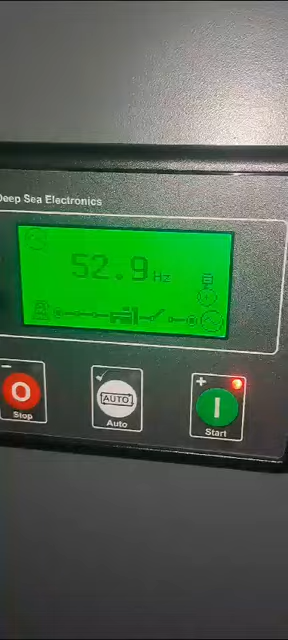 Deep Sea Electronics
52.9 Hz
O
Stop
AUTO
Auto
I
Start